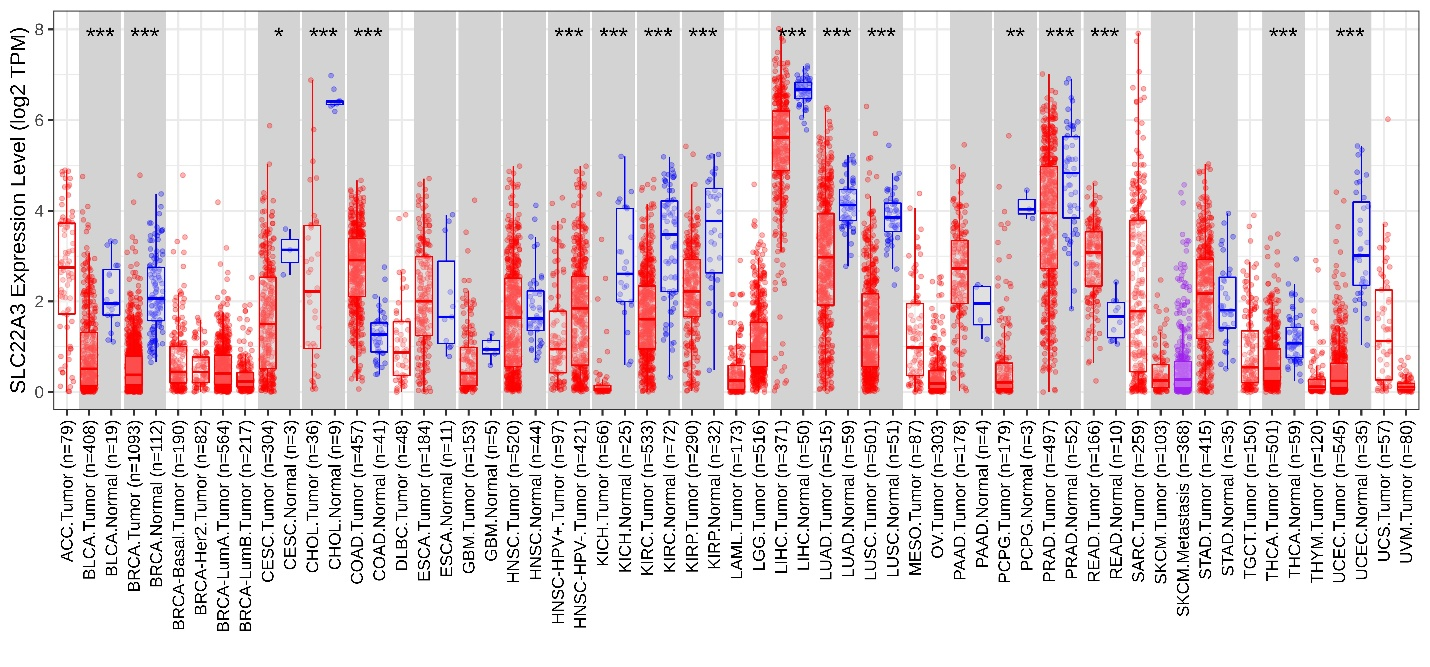 SLC22A3 Expression Level (log2 TPM)
8
6
4
2
0
*** *** * *** *** *** *** *** *** *** *** *** ** *** *** *** ***
ACC.Tumor (n=79)
BLCA.Tumor (n=408)
BLCA.Normal (n=19)
BRCA.Tumor (n=1093)
BRCA.Normal (n=112)
BRCA-Basal.Tumor (n=190)
BRCA-Her2.Tumor (n=82)
BRCA-LumA.Tumor (n=564)
BRCA-LumB.Tumor (n=217)
CESC.Tumor (n=304)
CESC.Normal (n=3)
CHOL.Tumor (n=36)
CHOL.Normal (n=9)
COAD.Tumor (n=457)
COAD.Normal (n=41)
DLBC.Tumor (n=48)
ESCA.Tumor (n=184)
ESCA.Normal (n=11)
GBM.Tumor (n=153)
GBM.Normal (n=5)
HNSC.Tumor (n=520)
HNSC.Normal (n=44)
HNSC-HPV+.Tumor (n=97)
HNSC-HPV-.Tumor (n=421)
KICH.Tumor (n=66)
KICH.Normal (n=25)
KIRC.Tumor (n=533)
KIRC.Normal (n=72)
KIRP.Tumor (n=290)
KIRP.Normal (n=32)
LAML.Tumor (n=173)
LGG.Tumor (n=516)
LIHC.Tumor (n=371)
LIHC.Normal (n=50)
LUAD.Tumor (n=515)
LUAD.Normal (n=59)
LUSC.Tumor (n=501)
LUSC.Normal (n=51)
MESO.Tumor (n=87)
OV.Tumor (n=303)
PAAD.Tumor (n=178)
PAAD.Normal (n=4)
PCPG.Tumor (n=179)
PCPG.Normal (n=3)
PRAD.Tumor (n=497)
PRAD.Normal (n=52)
READ.Tumor (n=166)
READ.Normal (n=10)
SARC.Tumor (n=259)
SKCM.Tumor (n=103)
SKCM.Metastasis (n=368)
STAD.Tumor (n=415)
STAD.Normal (n=35)
TGCT.Tumor (n=150)
THCA.Tumor (n=501)
THCA.Normal (n=59)
THYM.Tumor (n=120)
UCEC.Tumor (n=545)
UCEC.Normal (n=35)
UCS.Tumor (n=57)
UVM.Tumor (n=80)